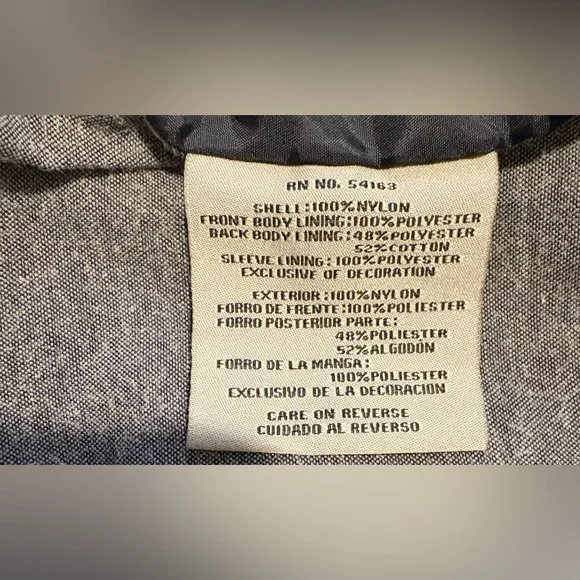 RN NO. 54163
SHELL:100%NYLON
FRONT BODY LINING:100%POLYESTER
BACK BODY LINING:48%POLYESTER
52%COTTON
SLEEVE LINING:100%POLYESTER
EXCLUSIVE OF DECORATION
EXTERIOR:100%NYLON
FORRO DE FRENTE:100%POLIESTER
FORRO POSTERIOR PARTE:
48%POLIESTER
52%ALGODÓN
FORRO DE LA MANGA:
100%POLIESTER
EXCLUSIVO DE LA DECORACION
CARE ON REVERSE
CUIDADO AL REVERSO